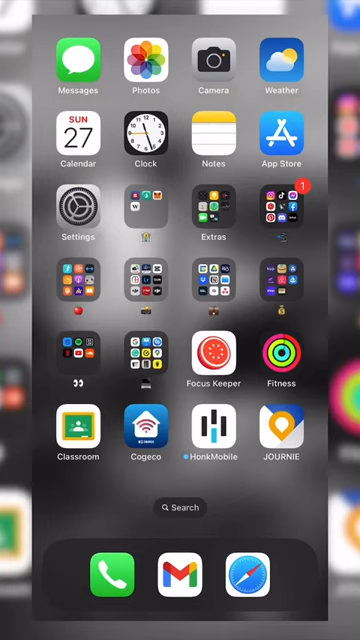 Messages
Photos
Camera
Weather
SUN
27
Calendar
Clock
Notes
App Store
Settings
Extras
1
Focus Keeper
Fitness
Classroom
Cogeco
HonkMobile
JOURNIE
Search